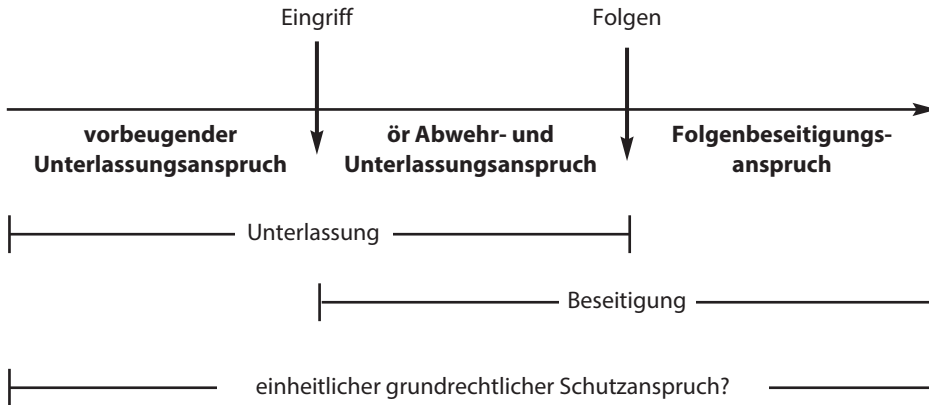 Eingriff
Folgen
vorbeugender
Unterlassungsanspruch
ör Abwehr- und
Unterlassungsanspruch
Folgenbeseitigungs-
anspruch
Unterlassung
Beseitigung
einheitlicher grundrechtlicher Schutzanspruch?